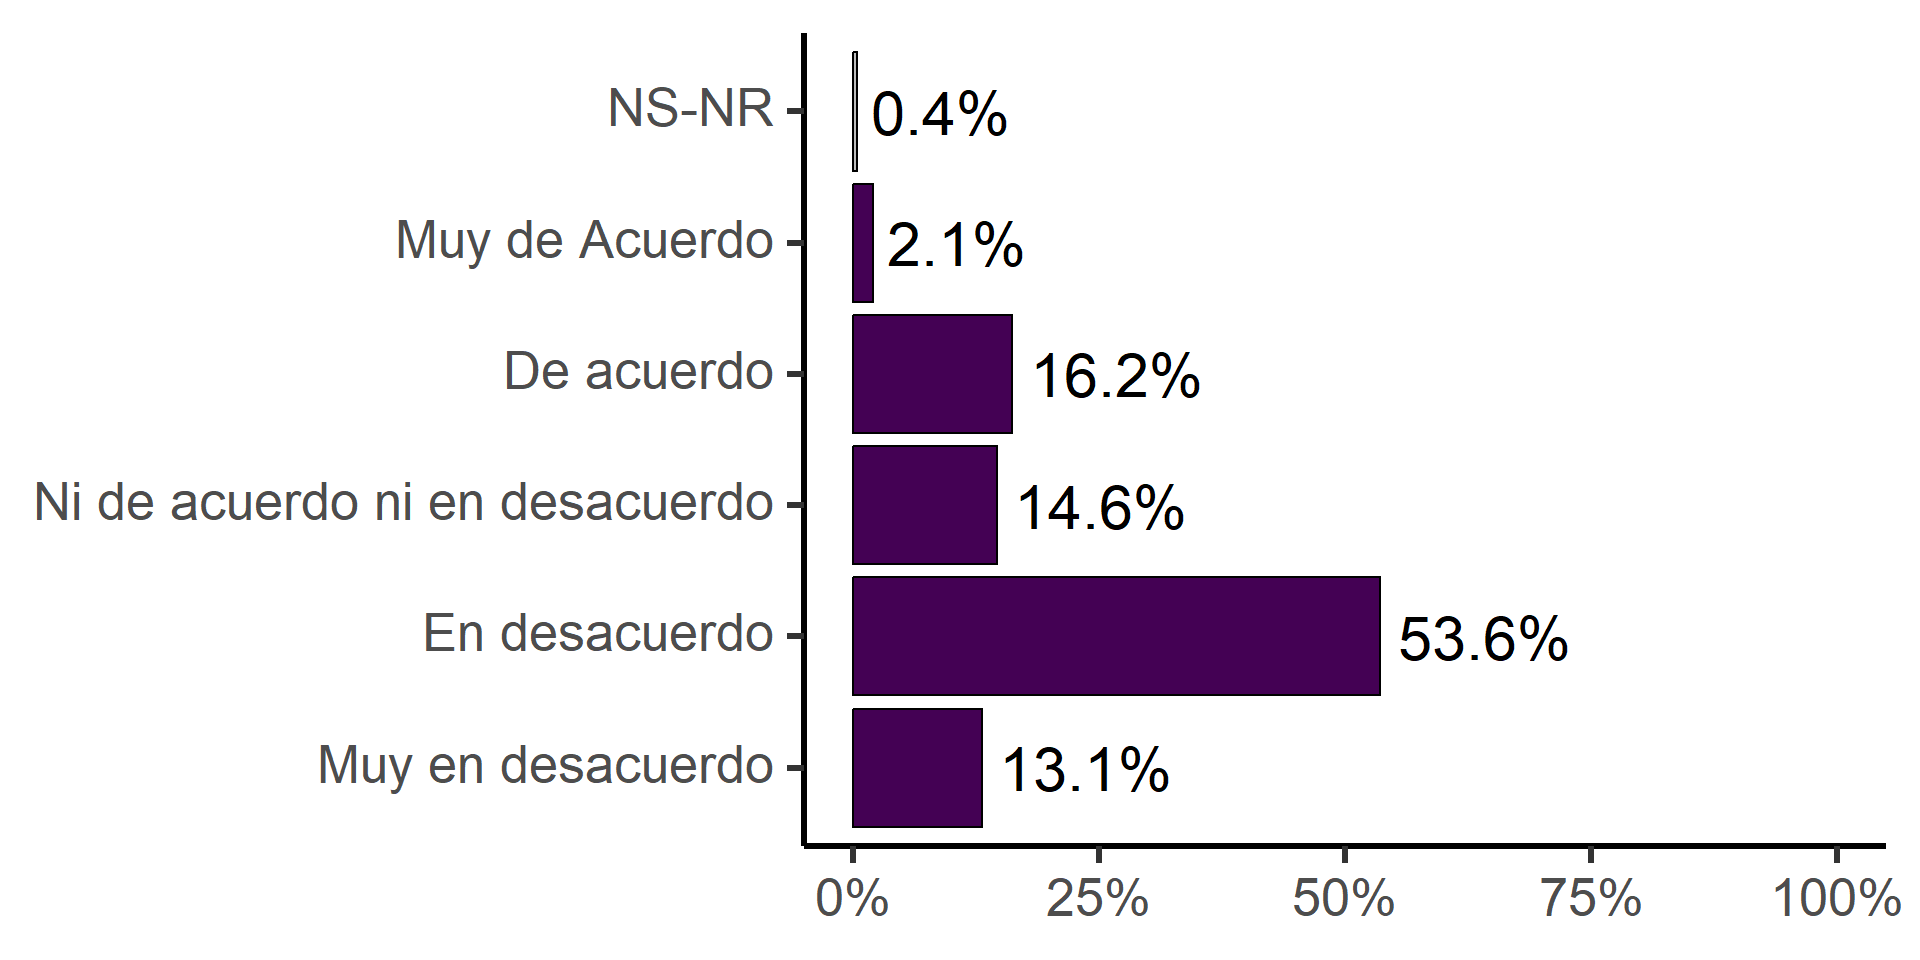 NS-NR 0.4%
Muy de Acuerdo 2.1%
De acuerdo 16.2%
Ni de acuerdo ni en desacuerdo 14.6%
En desacuerdo 53.6%
Muy en desacuerdo 13.1%
0% 25% 50% 75% 100%